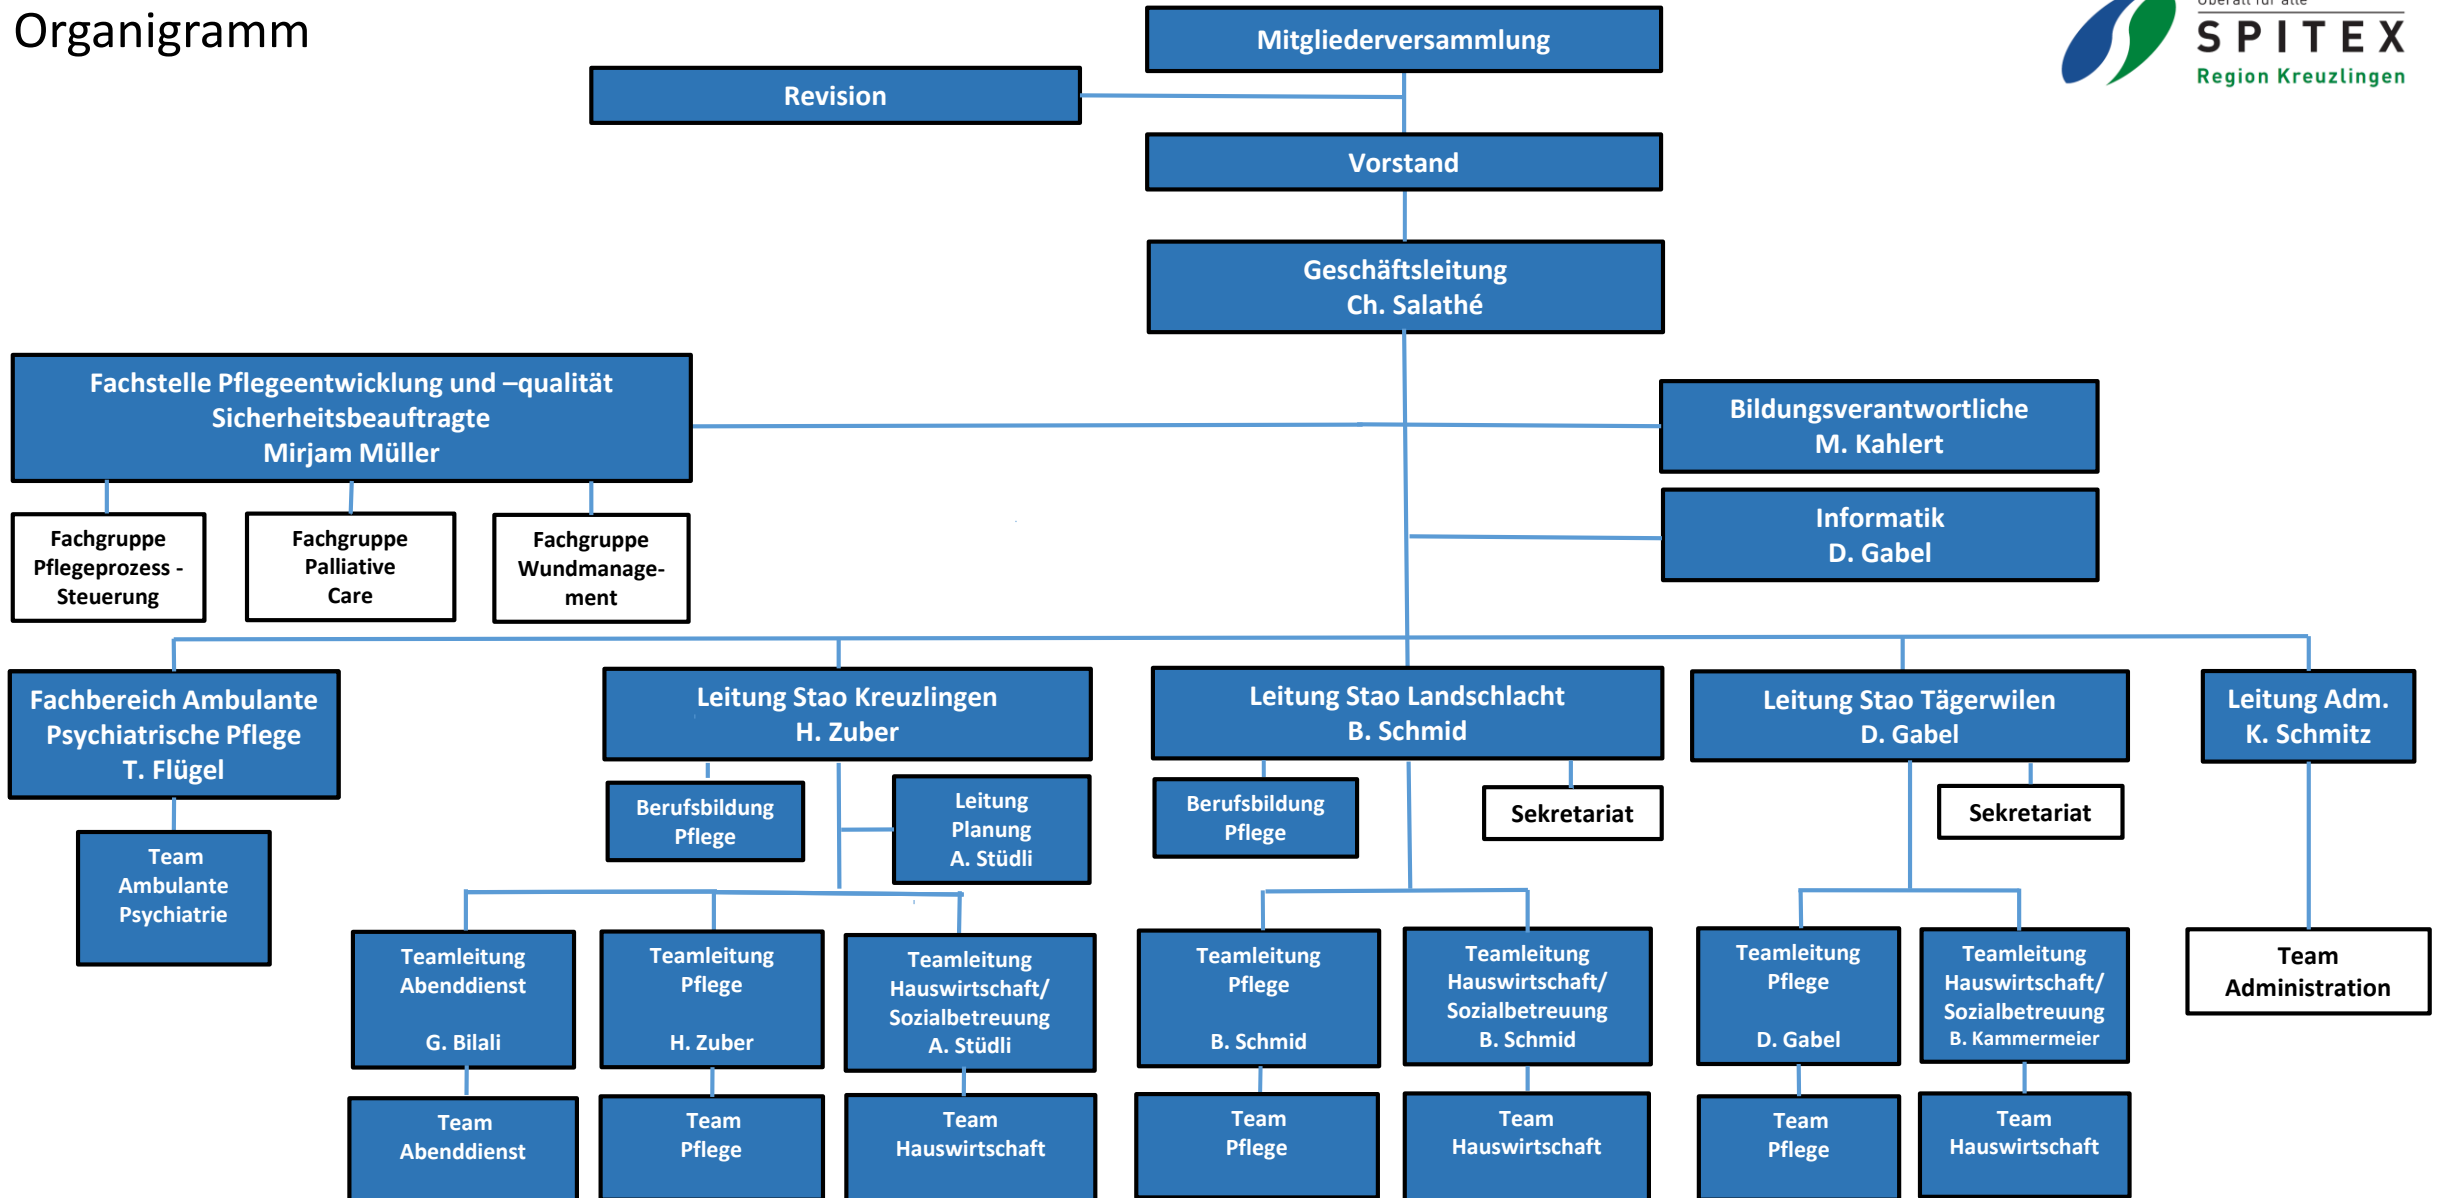 Organigramm
Überall für alle
SPITEX
Region Kreuzlingen
Mitgliederversammlung
Revision
Vorstand
Geschäftsleitung
Ch. Salathé
Fachstelle Pflegeentwicklung und –qualität
Sicherheitsbeauftragte
Mirjam Müller
Bildungsverantwortliche
M. Kahlert
Informatik
D. Gabel
Fachgruppe
Pflegeprozess -
Steuerung
Fachgruppe
Palliative
Care
Fachgruppe
Wundmanage-
ment
Fachbereich Ambulante
Psychiatrische Pflege
T. Flügel
Leitung Stao Kreuzlingen
H. Zuber
Leitung Stao Landschlacht
B. Schmid
Leitung Stao Tägerwilen
D. Gabel
Leitung Adm.
K. Schmitz
Team
Ambulante
Psychiatrie
Berufsbildung
Pflege
Leitung
Planung
A. Stüdli
Berufsbildung
Pflege
Sekretariat
Sekretariat
Teamleitung
Abenddienst
G. Bilali
Teamleitung
Pflege
H. Zuber
Teamleitung
Hauswirtschaft/
Sozialbetreuung
A. Stüdli
Teamleitung
Pflege
B. Schmid
Teamleitung
Hauswirtschaft/
Sozialbetreuung
B. Schmid
Teamleitung
Pflege
D. Gabel
Teamleitung
Hauswirtschaft/
Sozialbetreuung
B. Kammermeier
Team
Administration
Team
Abenddienst
Team
Pflege
Team
Hauswirtschaft
Team
Pflege
Team
Hauswirtschaft
Team
Pflege
Team
Hauswirtschaft